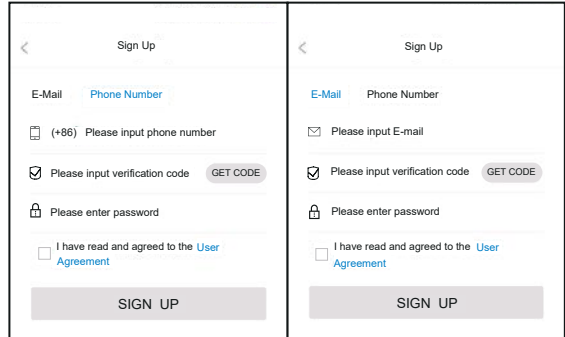 Sign Up
E-Mail Phone Number
(+86) Please input phone number
Please input verification code GET CODE
Please enter password
I have read and agreed to the User
Agreement
SIGN UP
Sign Up
E-Mail Phone Number
Please input E-mail
Please input verification code GET CODE
Please enter password
I have read and agreed to the User
Agreement
SIGN UP